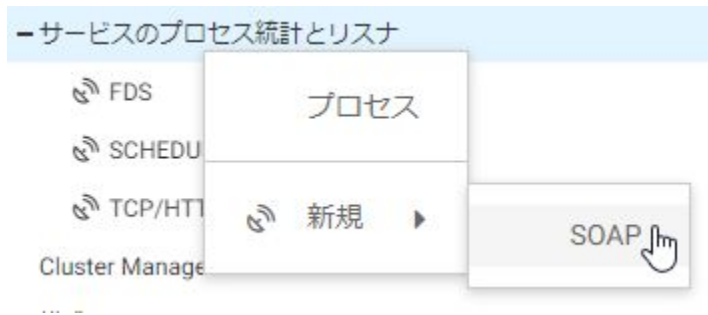 サービスのプロセス統計とリスナ
FDS
プロセス
SCHEDU
TCP/HTT
新規
SOAP
Cluster Manage